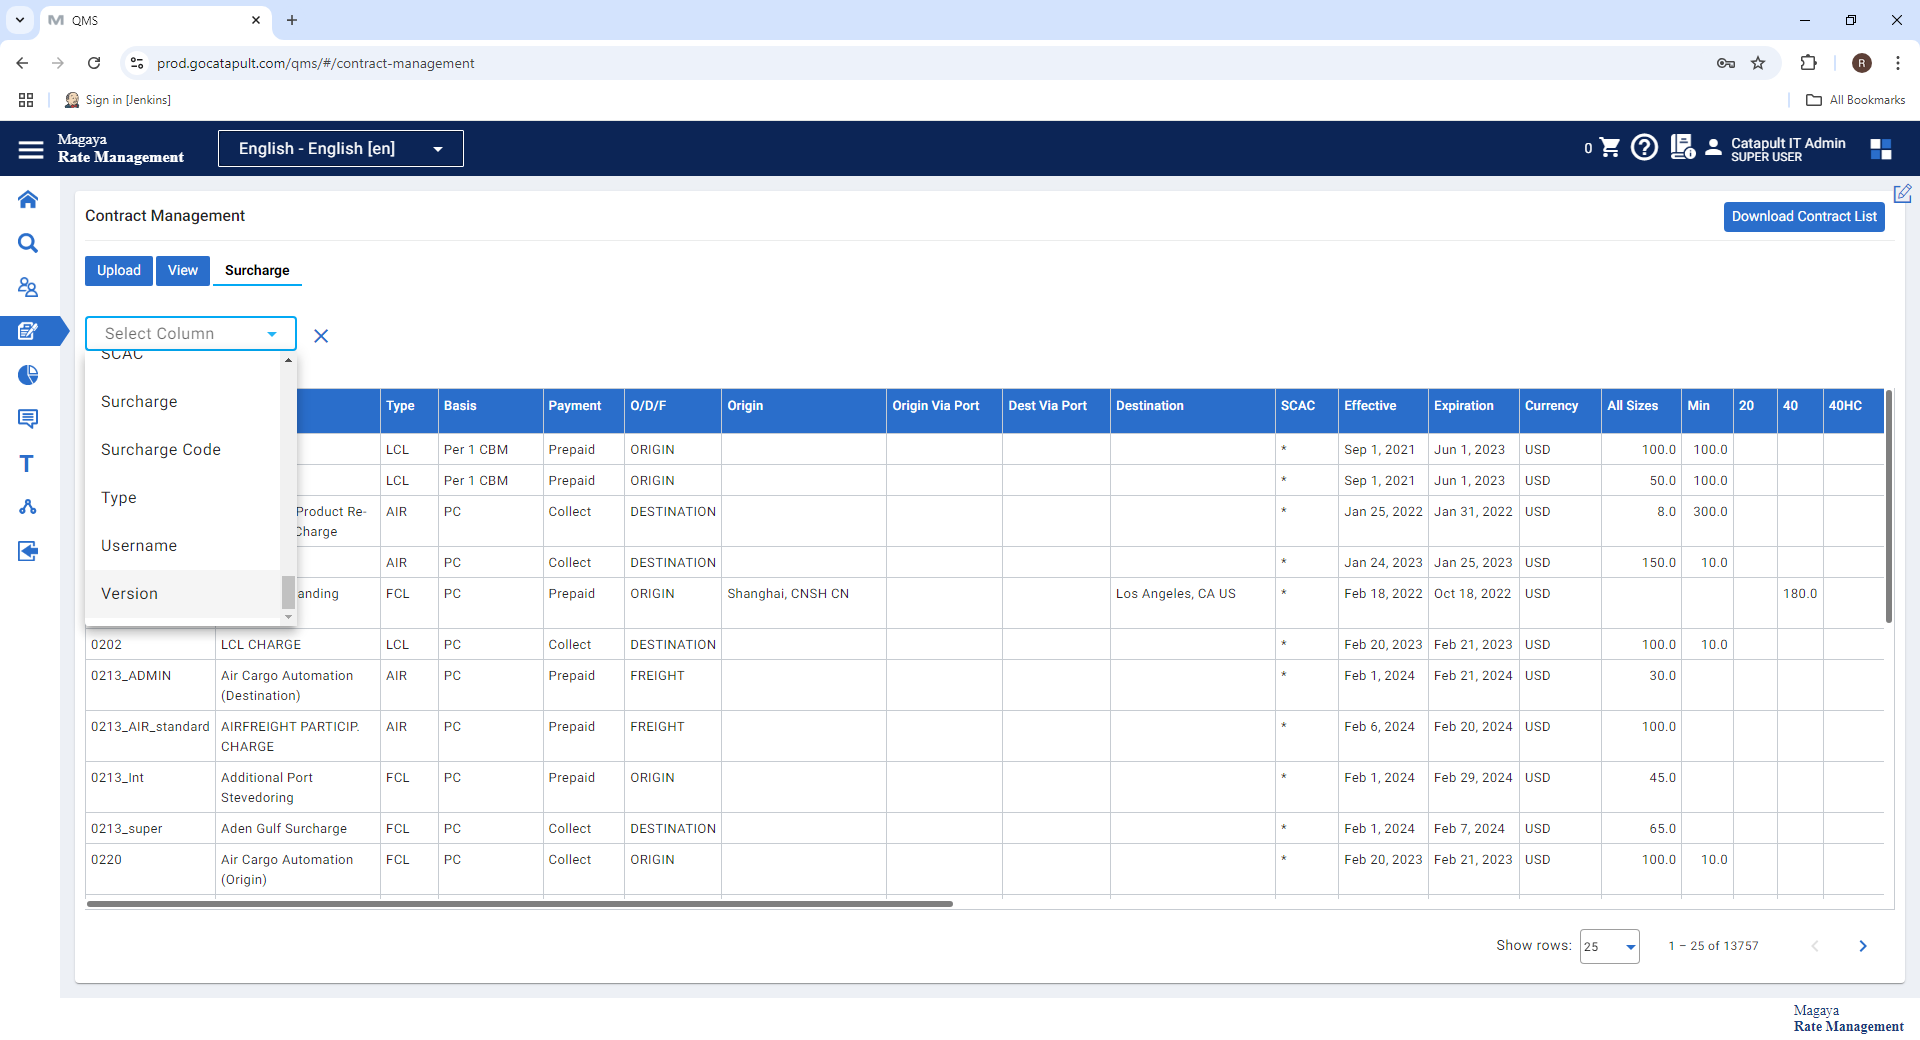 QMS
prod.gocatapult.com/qms/#/contract-management
R
Sign in [Jenkins]
All Bookmarks
Magaya
Rate Management
English - English [en]
0
Catapult IT Admin
SUPER USER
Contract Management
Download Contract List
Upload View Surcharge
Select Column
SCAC
Surcharge
Surcharge Code
Type
Username
Version
Type Basis Payment O/D/F Origin Origin Via Port Dest Via Port Destination SCAC Effective Expiration Currency All Sizes Min 20 40 40HC
LCL Per 1 CBM Prepaid ORIGIN * Sep 1, 2021 Jun 1, 2023 USD 100.0 100.0
LCL Per 1 CBM Prepaid ORIGIN * Sep 1, 2021 Jun 1, 2023 USD 50.0 100.0
Product Re- AIR PC Collect DESTINATION * Jan 25, 2022 Jan 31, 2022 USD 8.0 300.0
Charge
AIR PC Collect DESTINATION * Jan 24, 2023 Jan 25, 2023 USD 150.0 10.0
anding FCL PC Prepaid ORIGIN Shanghai, CNSH CN Los Angeles, CA US * Feb 18, 2022 Oct 18, 2022 USD 180.0
0202 LCL CHARGE LCL PC Collect DESTINATION * Feb 20, 2023 Feb 21, 2023 USD 100.0 10.0
0213_ADMIN Air Cargo Automation AIR PC Prepaid FREIGHT * Feb 1, 2024 Feb 21, 2024 USD 30.0
(Destination)
0213_AIR_standard AIRFREIGHT PARTICIP. AIR PC Prepaid FREIGHT * Feb 6, 2024 Feb 20, 2024 USD 100.0
CHARGE
0213_Int Additional Port FCL PC Prepaid ORIGIN * Feb 1, 2024 Feb 29, 2024 USD 45.0
Stevedoring
0213_super Aden Gulf Surcharge FCL PC Collect DESTINATION * Feb 1, 2024 Feb 7, 2024 USD 65.0
0220 Air Cargo Automation FCL PC Collect ORIGIN * Feb 20, 2023 Feb 21, 2023 USD 100.0 10.0
(Origin)
Show rows: 25 1 – 25 of 13757
Magaya
Rate Management